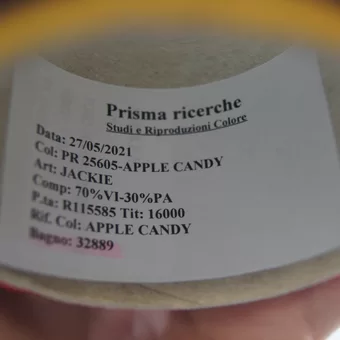 Prisma ricerche
Studi e Riproduzioni Colore
Data: 27/05/2021
Col: PR 25605-APPLE CANDY
Art: JACKIE
Comp: 70%VI-30%PA
P.ta: R115585 Tit: 16000
Rif. Col: APPLE CANDY
Bagno: 32889